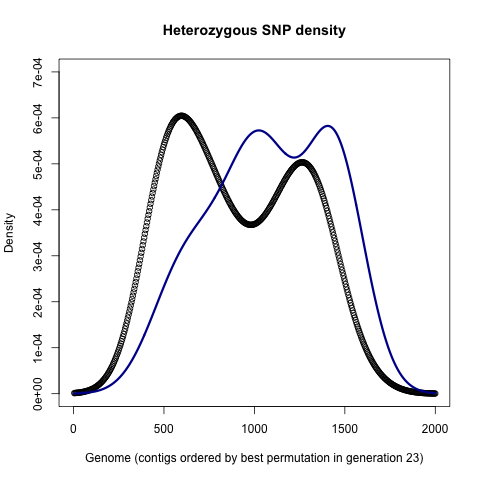 Heterozygous SNP density
7e-04
6e-04
5e-04
4e-04
3e-04
2e-04
1e-04
0e+00
Density
0 500 1000 1500 2000
Genome (contigs ordered by best permutation in generation 23)